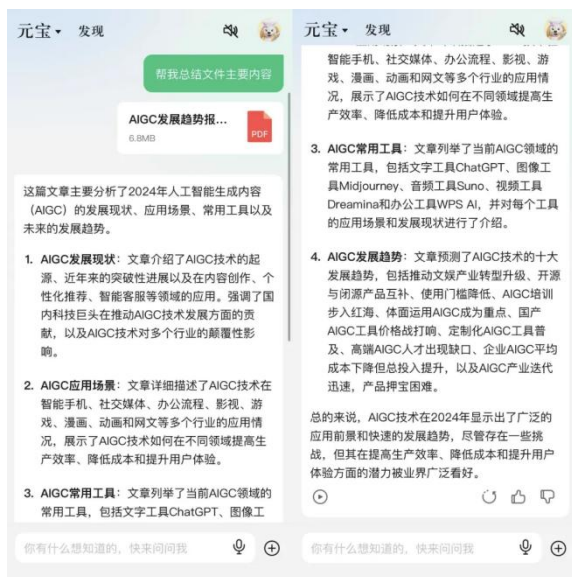 元宝 发现
帮我总结文件主要内容
AIGC发展趋势报...
6.8MB
PDF
这篇文章主要分析了2024年人工智能生成内容
（AIGC）的发展现状、应用场景、常用工具以及
未来的发展趋势。
1. AIGC发展现状：文章介绍了AIGC技术的起
源、近年来的突破性进展以及在内容创作、个
性化推荐、智能客服等领域的应用。强调了国
内科技巨头在推动AIGC技术发展方面的贡
献，以及AIGC技术对多个行业的颠覆性影
响。
2. AIGC应用场景：文章详细描述了AIGC技术在
智能手机、社交媒体、办公流程、影视、游
戏、漫画、动画和网文等多个行业的应用情
况，展示了AIGC技术如何在不同领域提高生
产效率、降低成本和提升用户体验。
3. AIGC常用工具：文章列举了当前AIGC领域的
常用工具，包括文字工具ChatGPT、图像工
你有什么想知道的，快来问问我
元宝 发现
智能手机、社交媒体、办公流程、影视、游
戏、漫画、动画和网文等多个行业的应用情
况，展示了AIGC技术如何在不同领域提高生
产效率、降低成本和提升用户体验。
3. AIGC常用工具：文章列举了当前AIGC领域的
常用工具，包括文字工具ChatGPT、图像工
具Midjourney、音频工具Suno、视频工具
Dreamina和办公工具WPS AI，并对每个工具
的应用场景和发展现状进行了介绍。
4. AIGC发展趋势：文章预测了AIGC技术的十大
发展趋势，包括推动文娱产业转型升级、开源
与闭源产品互补、使用门槛降低、AIGC培训
步入红海、体面运用AIGC成为重点、国产
AIGC工具价格战打响、定制化AIGC工具普
及、高端AIGC人才出现缺口、企业AIGC平均
成本下降但总投入提升，以及AIGC产业迭代
迅速，产品押宝困难。
总的来说，AIGC技术在2024年显示出了广泛的
应用前景和快速的发展趋势，尽管存在一些挑
战，但其在提高生产效率、降低成本和提升用户
体验方面的潜力被业界广泛看好。
你有什么想知道的，快来问问我